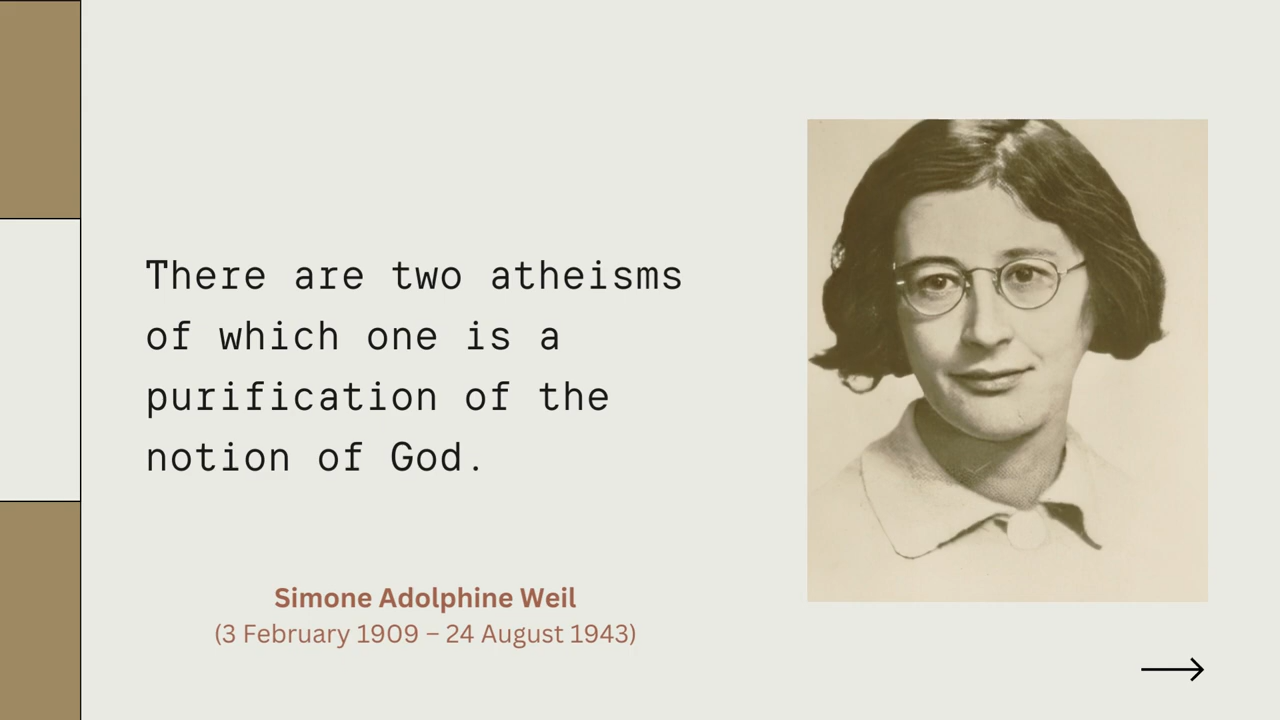 There are two atheisms
of which one is a
purification of the
notion of God.
Simone Adolphine Weil
(3 February 1909 – 24 August 1943)